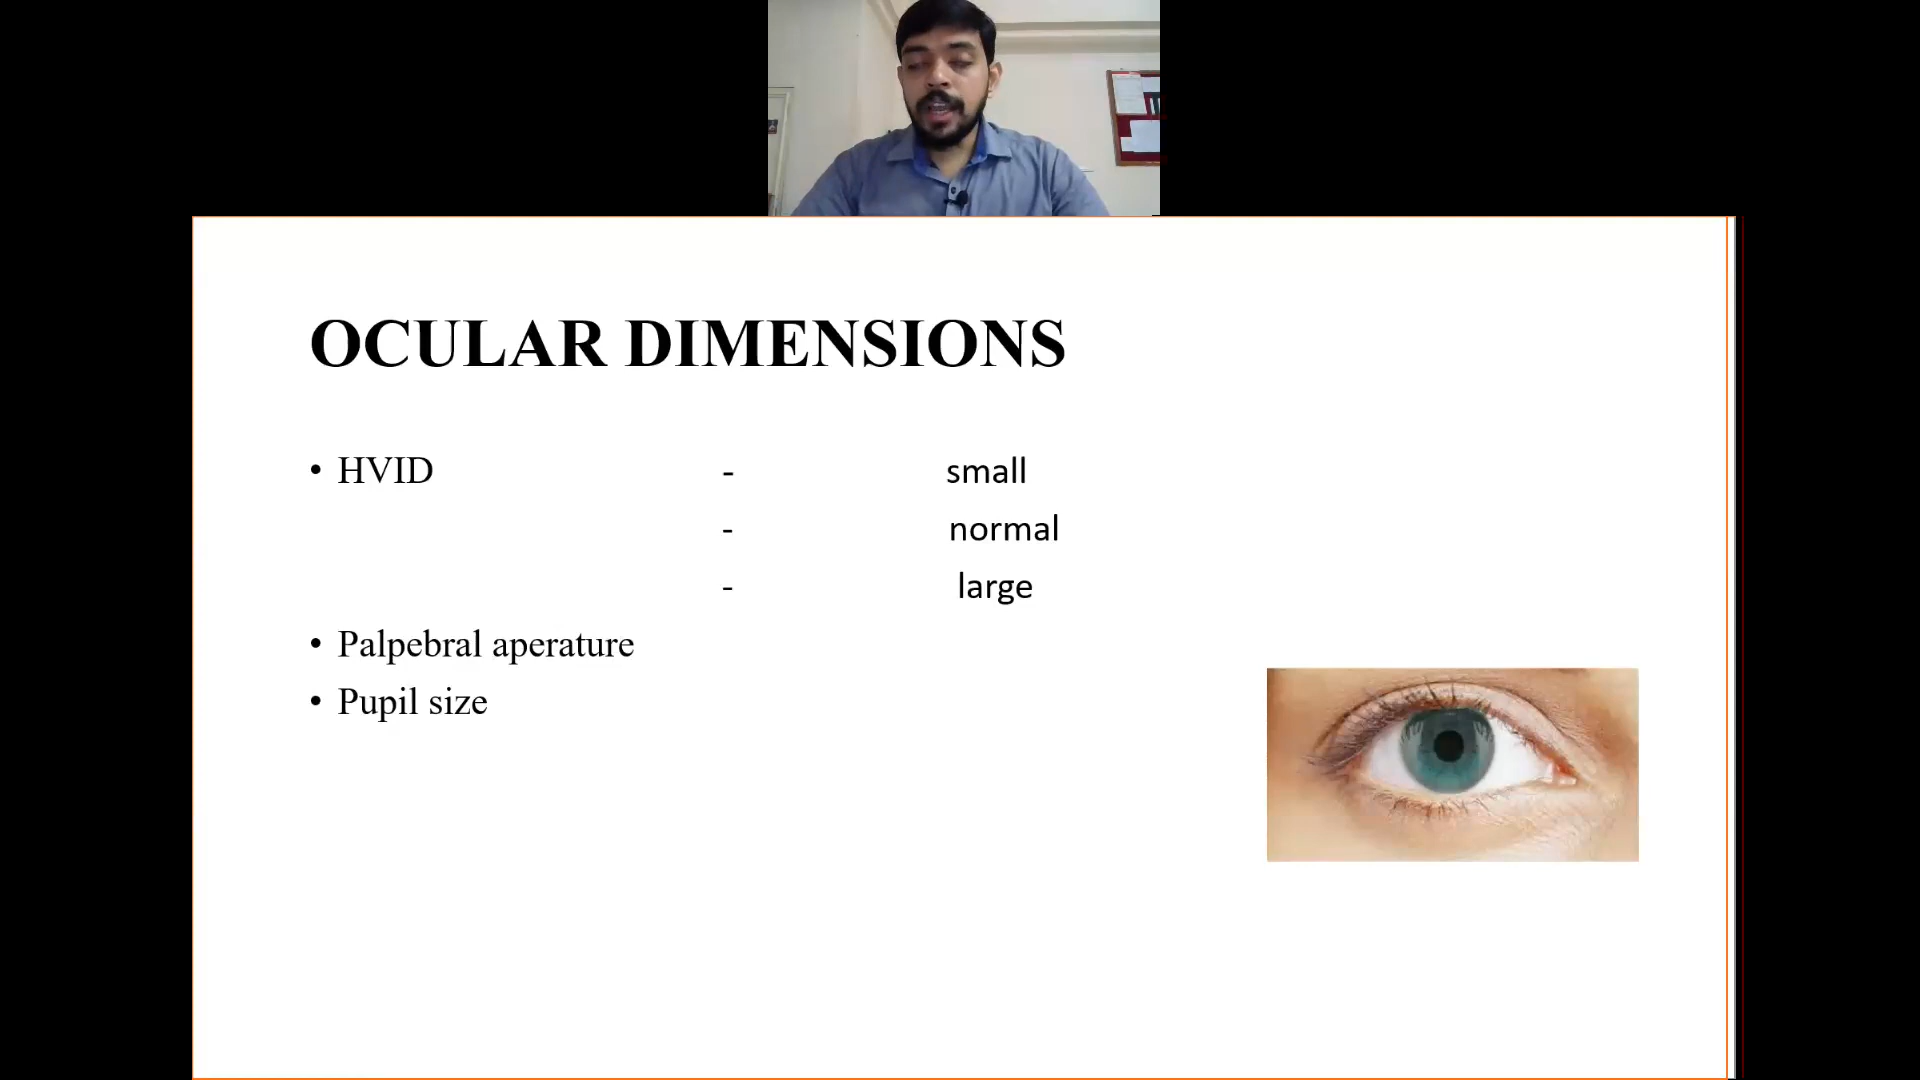 OCULAR DIMENSIONS
• HVID - small
- normal
- large
• Palpebral aperature
• Pupil size